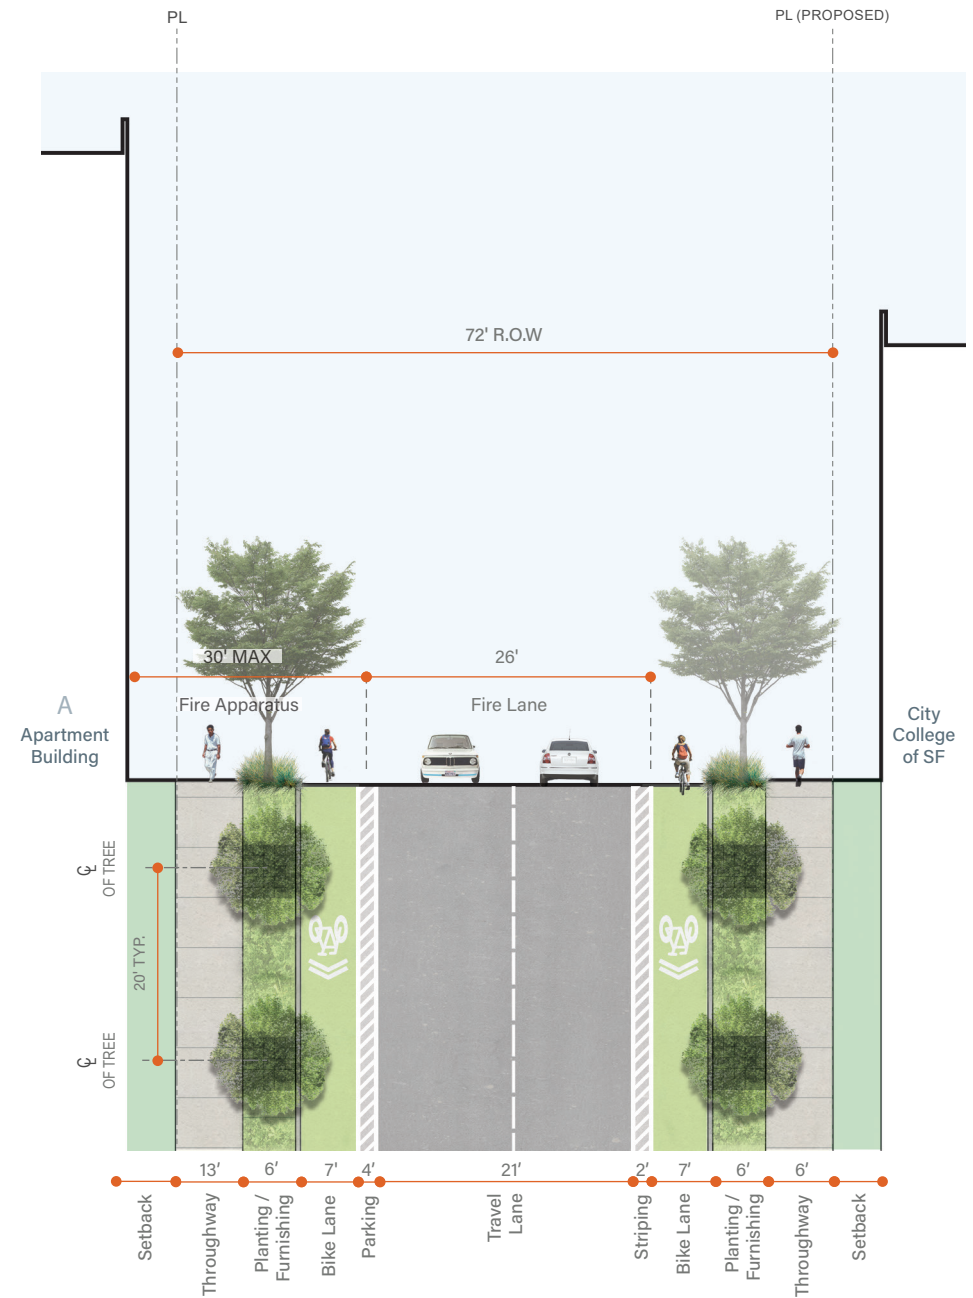 PL
PL (PROPOSED)
72' R.O.W
30' MAX
26'
Fire Apparatus
Fire Lane
A
Apartment
Building
City
College
of SF
℄
OF TREE
20' TYP.
℄
OF TREE
13'
6'
7'
4'
21'
2'
7'
6'
6'
Setback
Throughway
Planting /
Furnishing
Bike Lane
Parking
Travel
Lane
Striping
Bike Lane
Planting /
Furnishing
Throughway
Setback